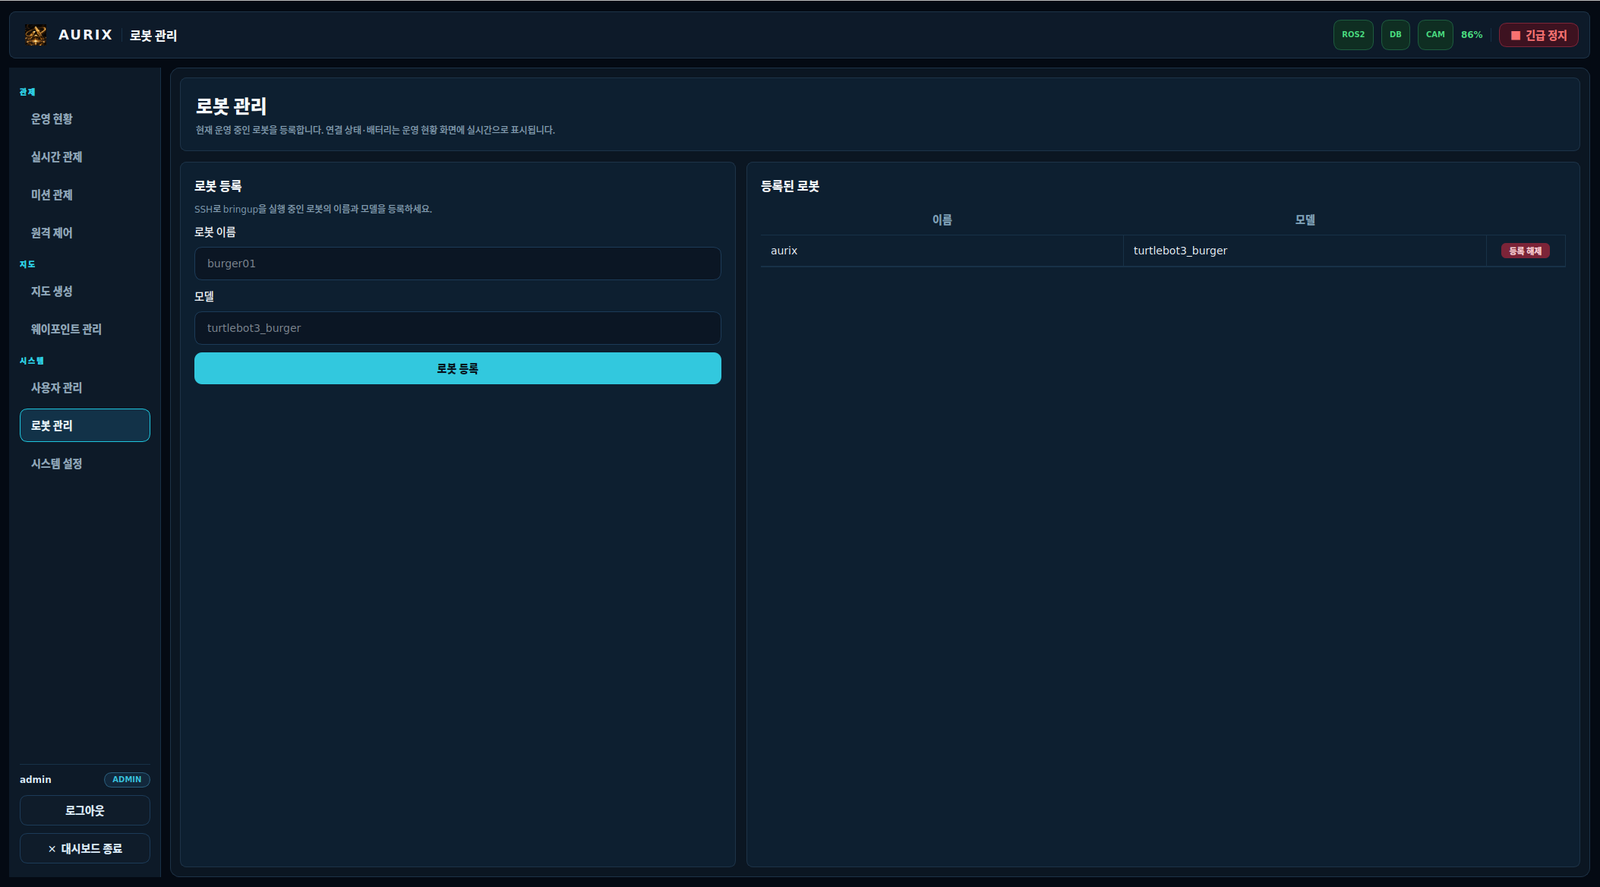 AURIX 로봇 관리
ROS2 DB CAM 86% 긴급 정지
관제
운영 현황
실시간 관제
미션 관제
원격 제어
지도
지도 생성
웨이포인트 관리
시스템
사용자 관리
로봇 관리
시스템 설정
admin ADMIN
로그아웃
× 대시보드 종료
로봇 관리
현재 운영 중인 로봇을 등록합니다. 연결 상태·배터리는 운영 현황 화면에 실시간으로 표시됩니다.
로봇 등록
SSH로 bringup을 실행 중인 로봇의 이름과 모델을 등록하세요.
로봇 이름
burger01
모델
turtlebot3_burger
로봇 등록
등록된 로봇
이름 모델
aurix turtlebot3_burger 등록 해제